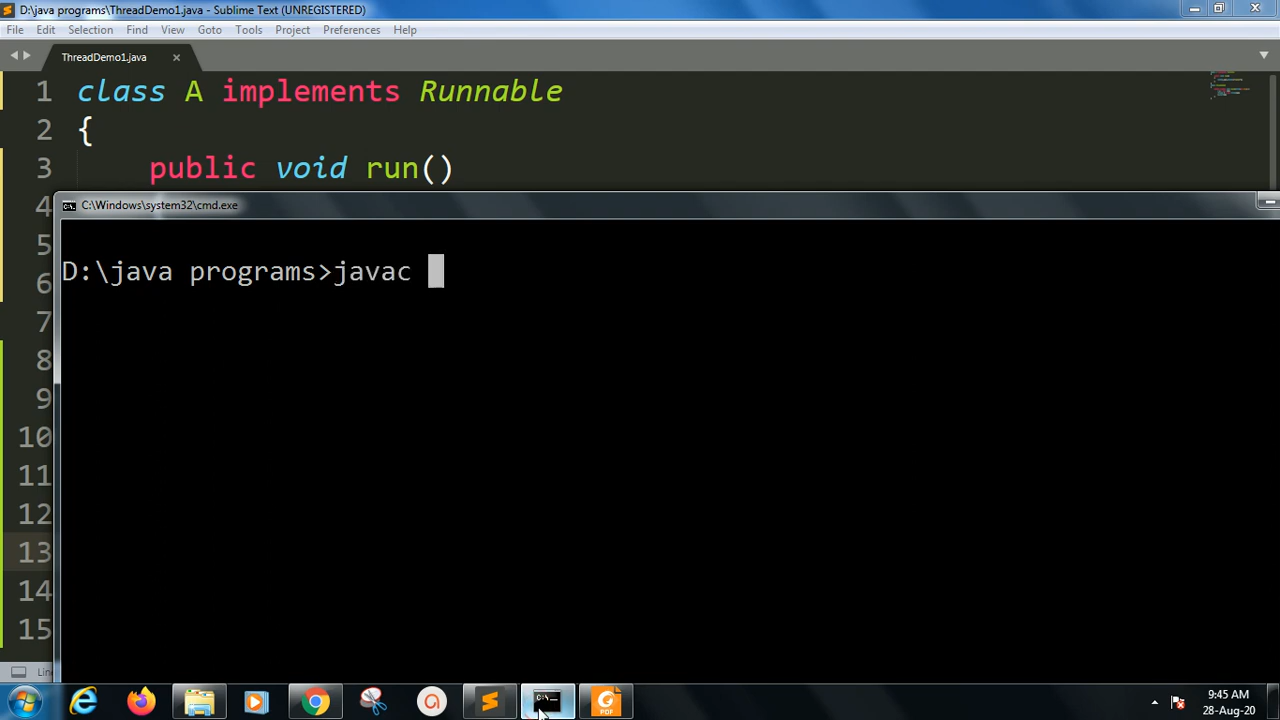 D:\java programs\ThreadDemo1.java - Sublime Text (UNREGISTERED)
File Edit Selection Find View Goto Tools Project Preferences Help
ThreadDemo1.java
1 class A implements Runnable
2 {
3 public void run()
4
C:\Windows\system32\cmd.exe
5
D:\java programs>javac
6
7
8
9
10
11
12
13
14
15
9:45 AM
28-Aug-20